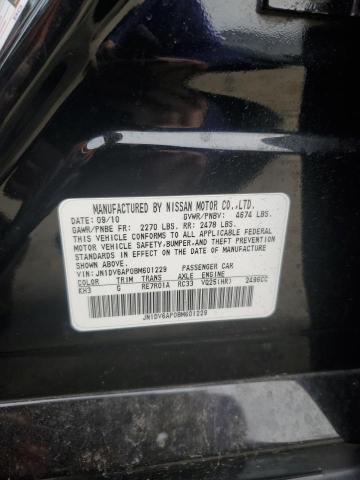 MANUFACTURED BY NISSAN MOTOR CO.,LTD.
DATE: 09/10 GVWR/PNBV: 4674 LBS.
GAWR/PNBE FR: 2270 LBS. RR: 2478 LBS.
THIS VEHICLE CONFORMS TO ALL APPLICABLE FEDERAL
MOTOR VEHICLE SAFETY, BUMPER, AND THEFT PREVENTION
STANDARDS IN EFFECT ON THE DATE OF MANUFACTURE
SHOWN ABOVE.
VIN: JN1DV6AP0BM601229 PASSENGER CAR
COLOR TRIM TRANS AXLE ENGINE
KH3 G RE7R01A RC33 VQ25(HR) 2496CC
JN1DV6AP0BM601229